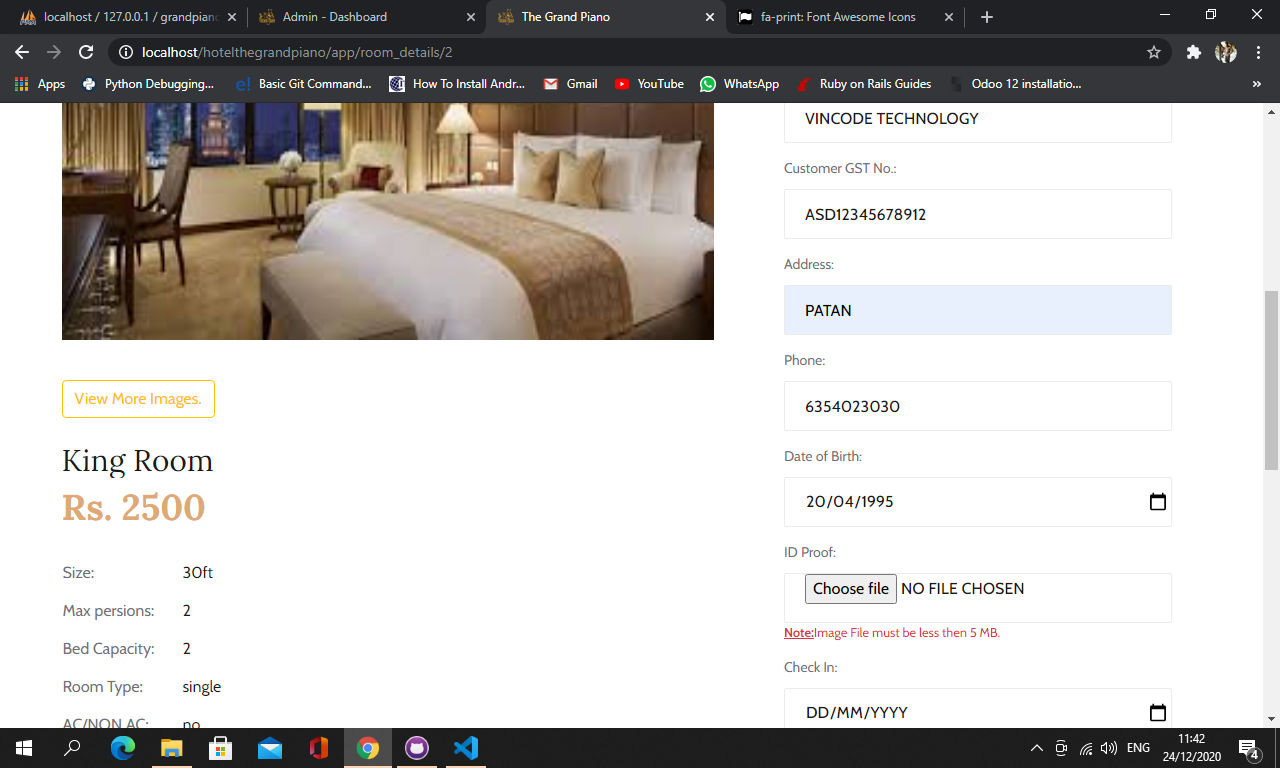 localhost / 127.0.0.1 / grandpiano
Admin - Dashboard
The Grand Piano
fa-print: Font Awesome Icons
localhost/hotelthegrandpiano/app/room_details/2
Apps
Python Debugging...
Basic Git Command...
How To Install Andr...
Gmail
YouTube
WhatsApp
Ruby on Rails Guides
Odoo 12 installatio...
»
View More Images.
King Room
Rs. 2500
Size: 30ft
Max persions: 2
Bed Capacity: 2
Room Type: single
AC/NON AC: no
VINCODE TECHNOLOGY
Customer GST No.:
ASD12345678912
Address:
PATAN
Phone:
6354023030
Date of Birth:
20/04/1995
ID Proof:
Choose file NO FILE CHOSEN
Note:Image File must be less then 5 MB.
Check In:
DD/MM/YYYY
ENG
11:42
24/12/2020
4